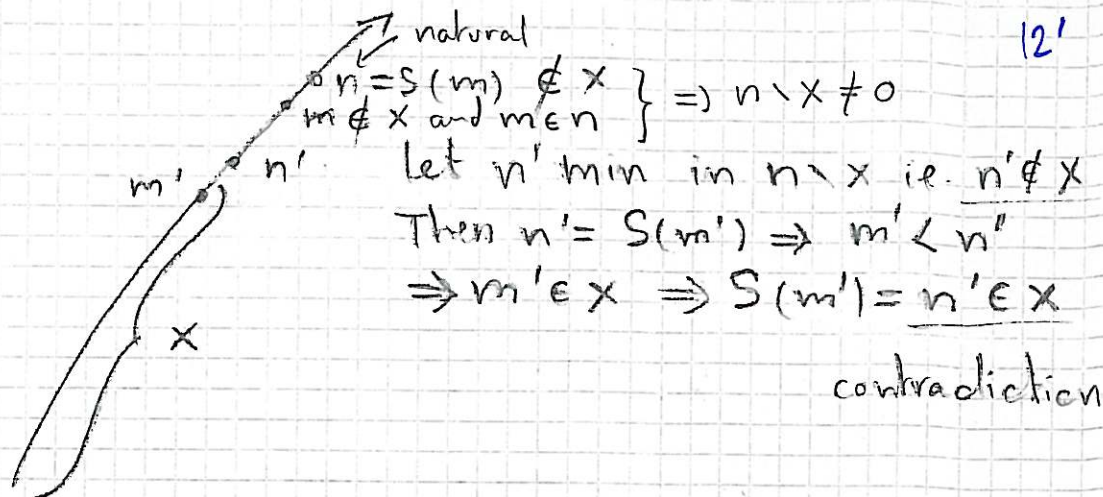 12'
natural
n = S(m) ∉ X } => n \ X ≠ 0
m ∉ X and m ∈ n
m' n' Let n' min in n \ X ie. n' ∉ X
Then n' = S(m') => m' < n'
=> m' ∈ X => S(m') = n' ∈ X
X
contradiction